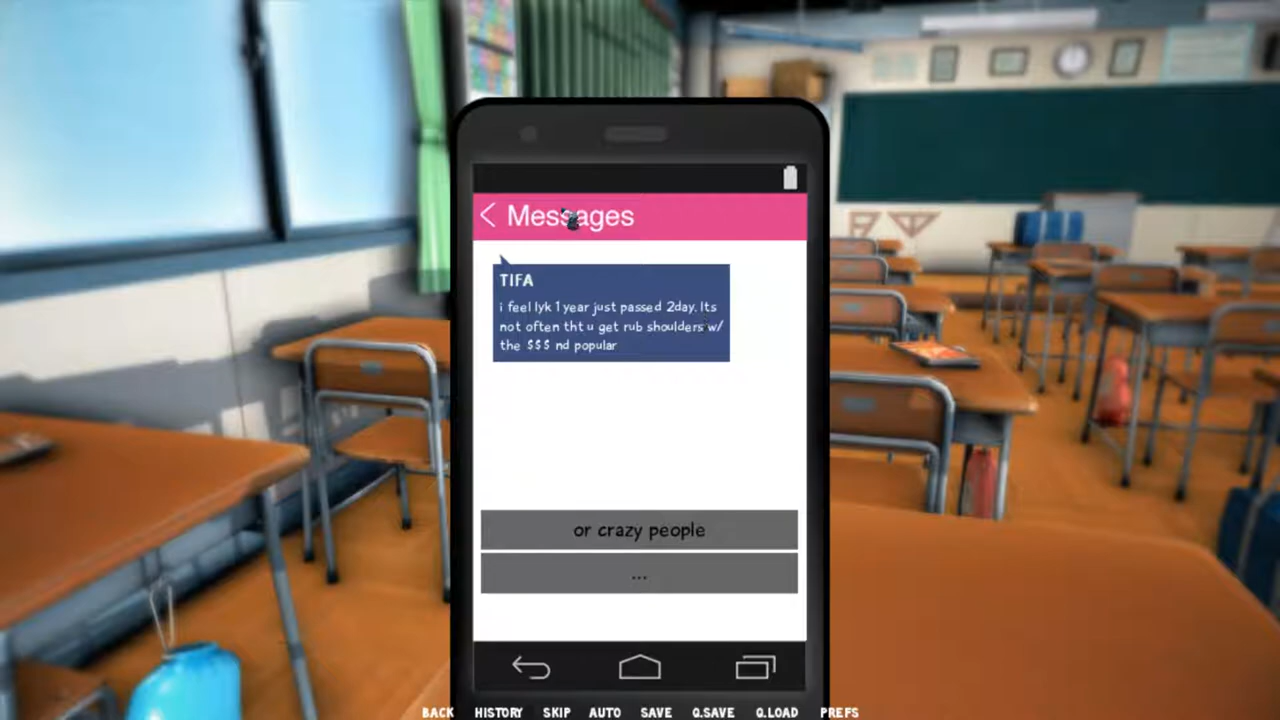 Messages
TIFA
i feel lyk 1 year just passed 2day. Its
not often tht u get rub shoulders w/
the $$$ nd popular
or crazy people
...
BACK HISTORY SKIP AUTO SAVE Q.SAVE Q.LOAD PREFS